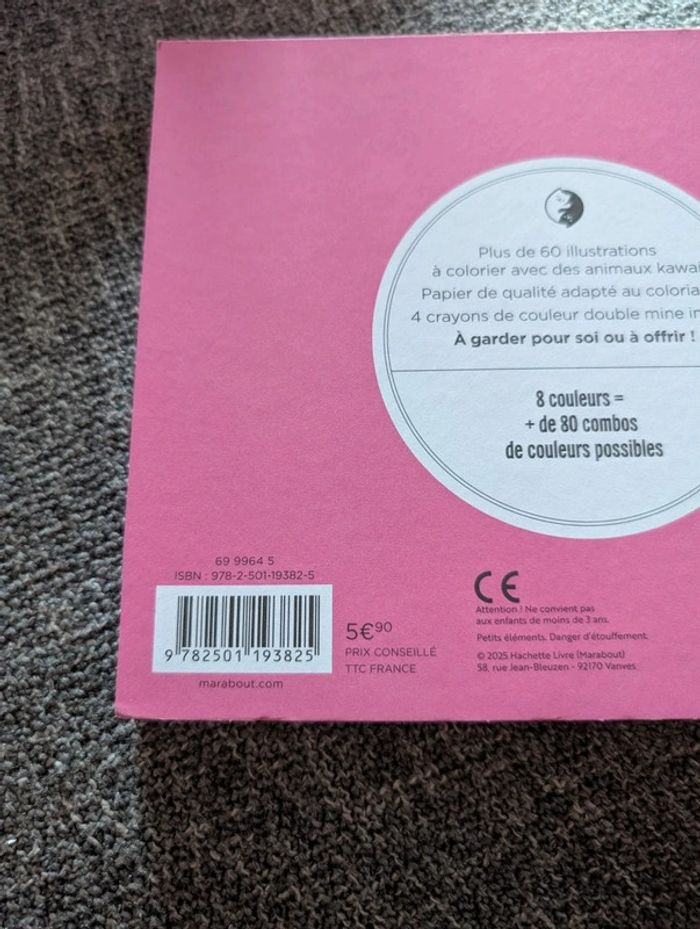 Plus de 60 illustrations
à colorier avec des animaux kawai
Papier de qualité adapté au coloria
4 crayons de couleur double mine in
À garder pour soi ou à offrir !
8 couleurs =
+ de 80 combos
de couleurs possibles
69 9964 5
ISBN : 978-2-501-19382-5
9 782501 193825
marabout.com
5€90
PRIX CONSEILLÉ
TTC FRANCE
CE
Attention ! Ne convient pas
aux enfants de moins de 3 ans.
Petits éléments. Danger d'étouffement.
© 2025 Hachette Livre (Marabout)
58, rue Jean-Bleuzen - 92170 Vanves